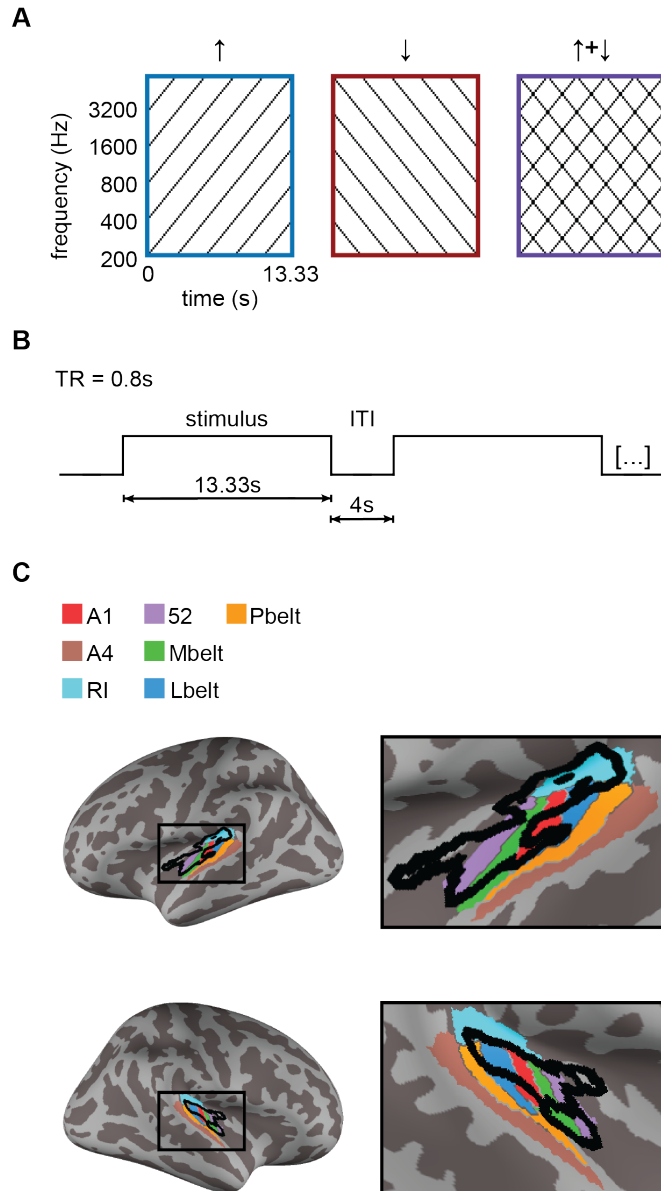 A
↑
↓
↑+↓
frequency (Hz)
3200
1600
800
400
200
0
13.33
time (s)
B
TR = 0.8s
stimulus
ITI
[...]
13.33s
4s
C
A1
52
Pbelt
A4
Mbelt
RI
Lbelt